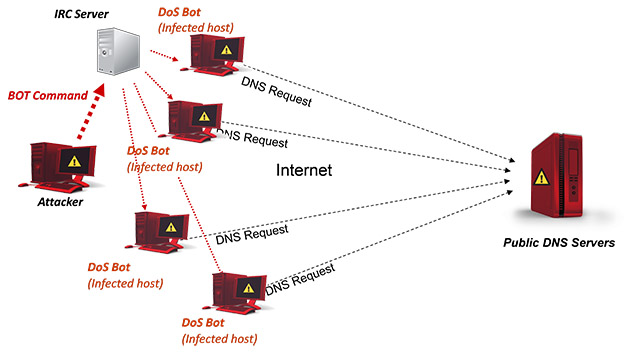 IRC Server
DoS Bot
(Infected host)
DNS Request
BOT Command
DoS Bot
(Infected host)
DNS Request
Internet
Attacker
Public DNS Servers
DoS Bot
(Infected host)
DNS Request
DoS Bot
(Infected host)
DNS Request